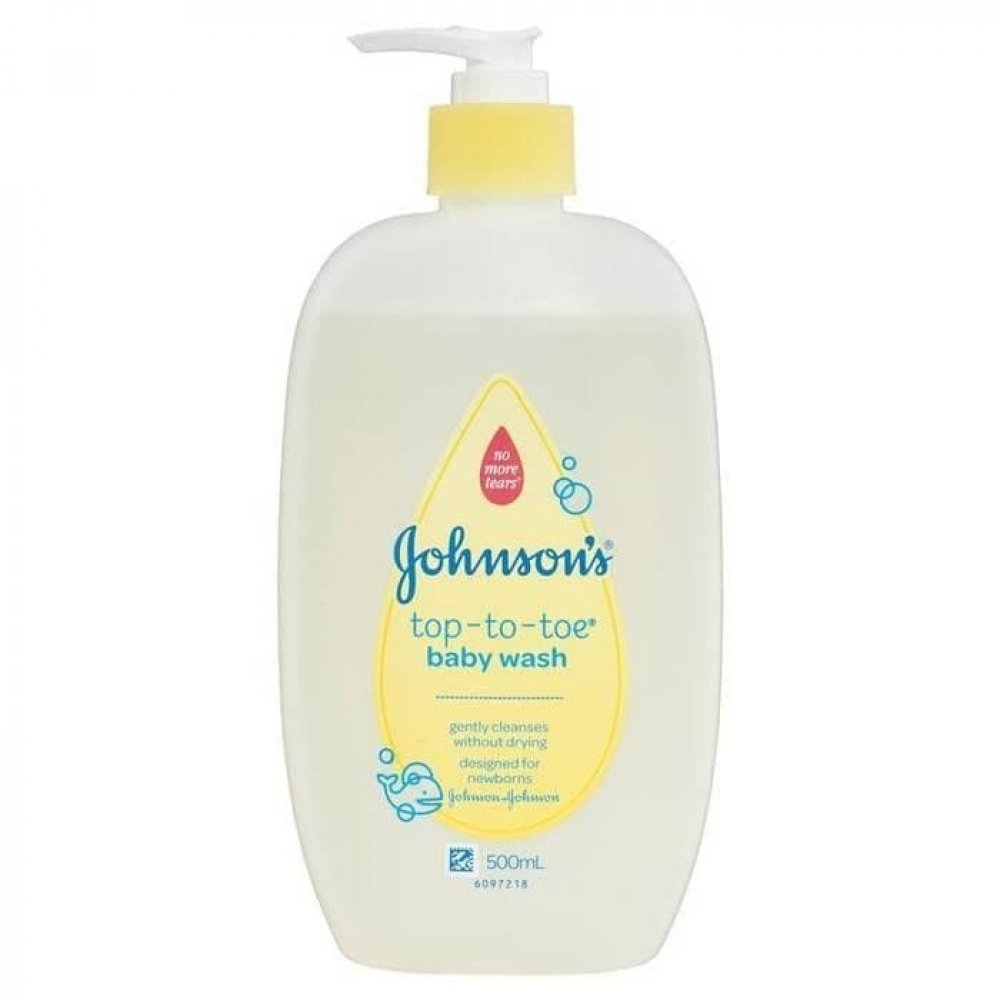 no
more
tears®
Johnson's®
top-to-toe®
baby wash
gently cleanses
without drying
designed for
newborns
Johnson & Johnson
500mL
6097218